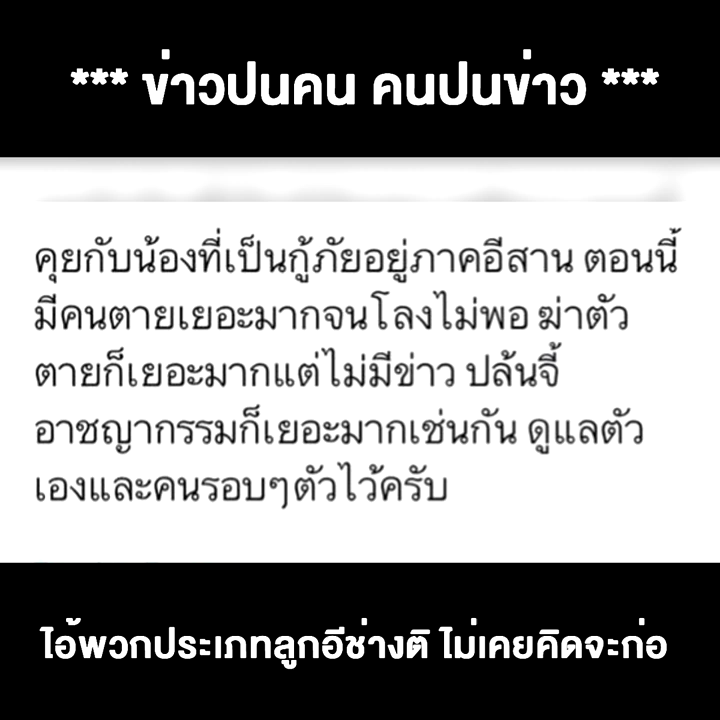 *** ข่าวปนคน คนปนข่าว ***
คุยกับน้องที่เป็นกู้ภัยอยู่ภาคอีสาน ตอนนี้
มีคนตายเยอะมากจนโลงไม่พอ ฆ่าตัว
ตายก็เยอะมากแต่ไม่มีข่าว ปล้นจี้
อาชญากรรมก็เยอะมากเช่นกัน ดูแลตัว
เองและคนรอบๆตัวไว้ครับ
ไอ้พวกประเภทลูกอีช่างติ ไม่เคยคิดจะก่อ